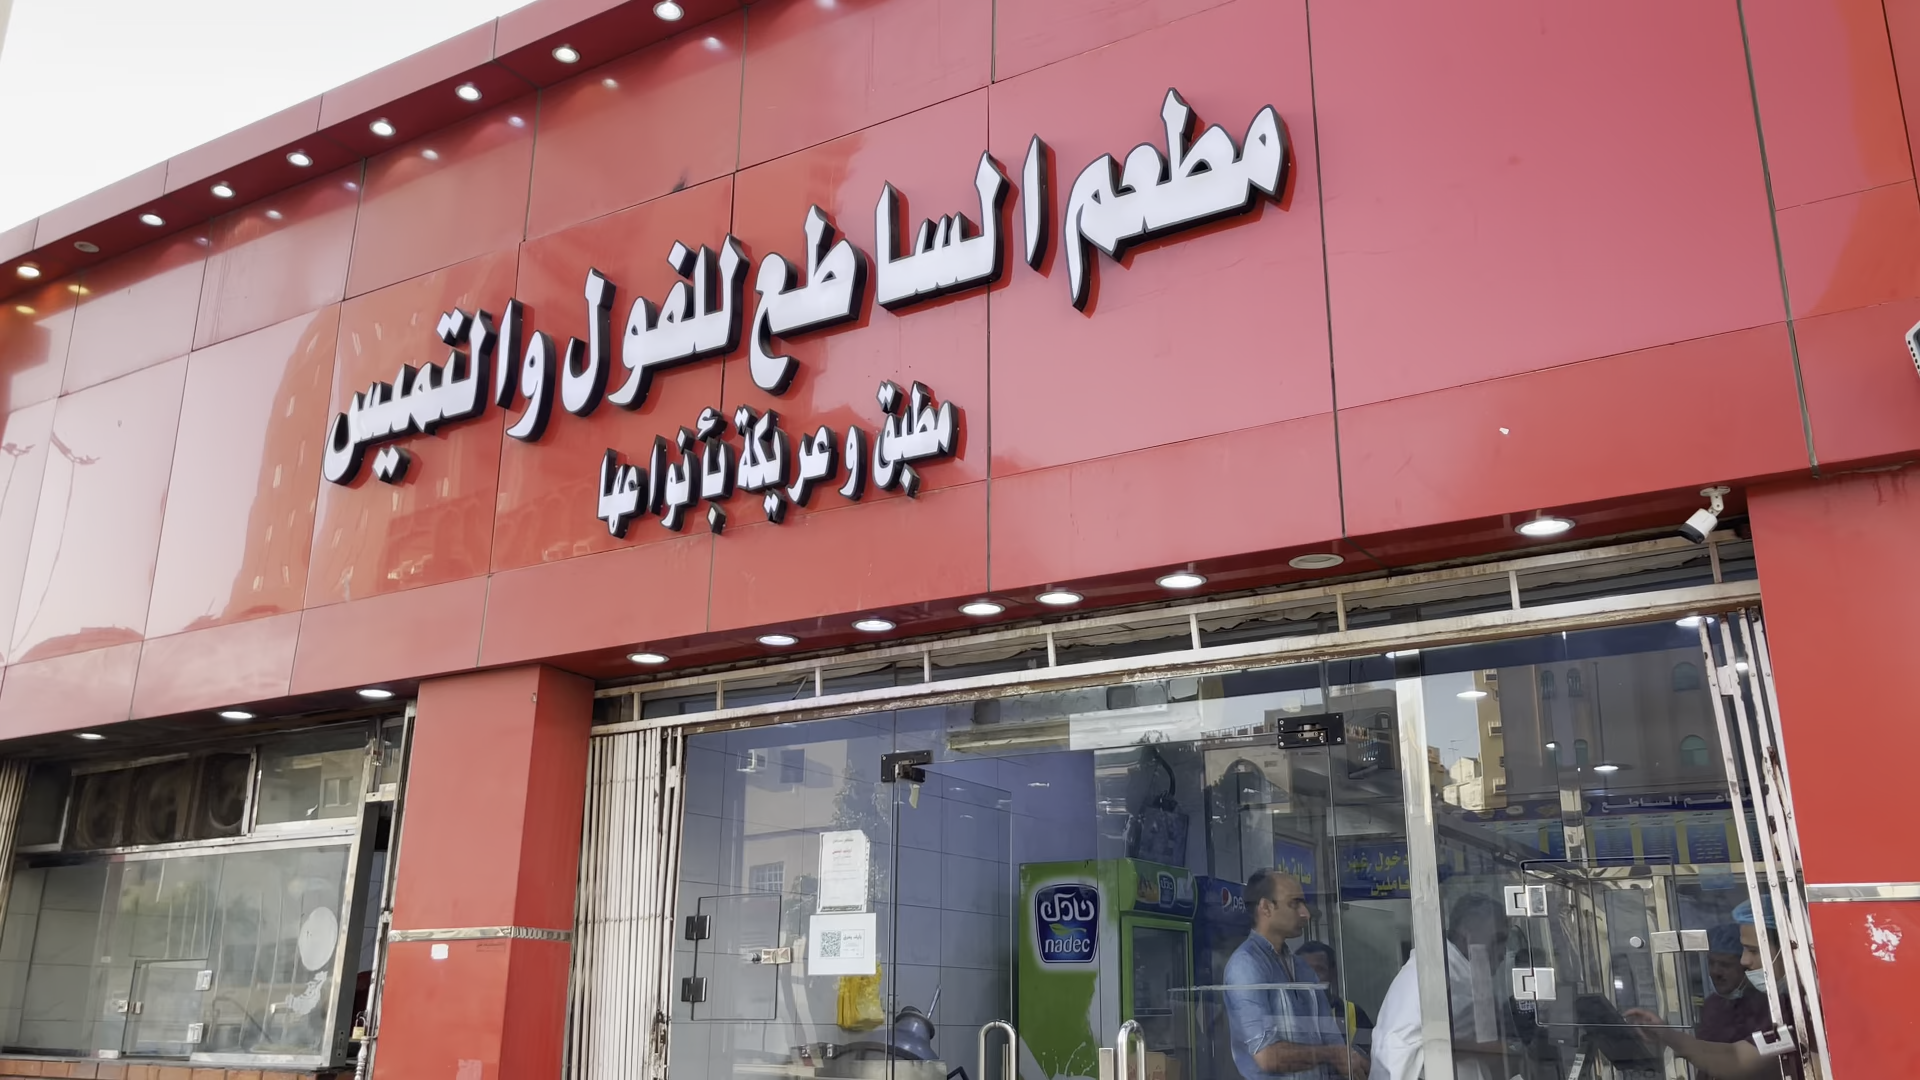 مطعم الساطع للفول والتميس
مطبق و عريكة بأنواعها
نادك
nadec